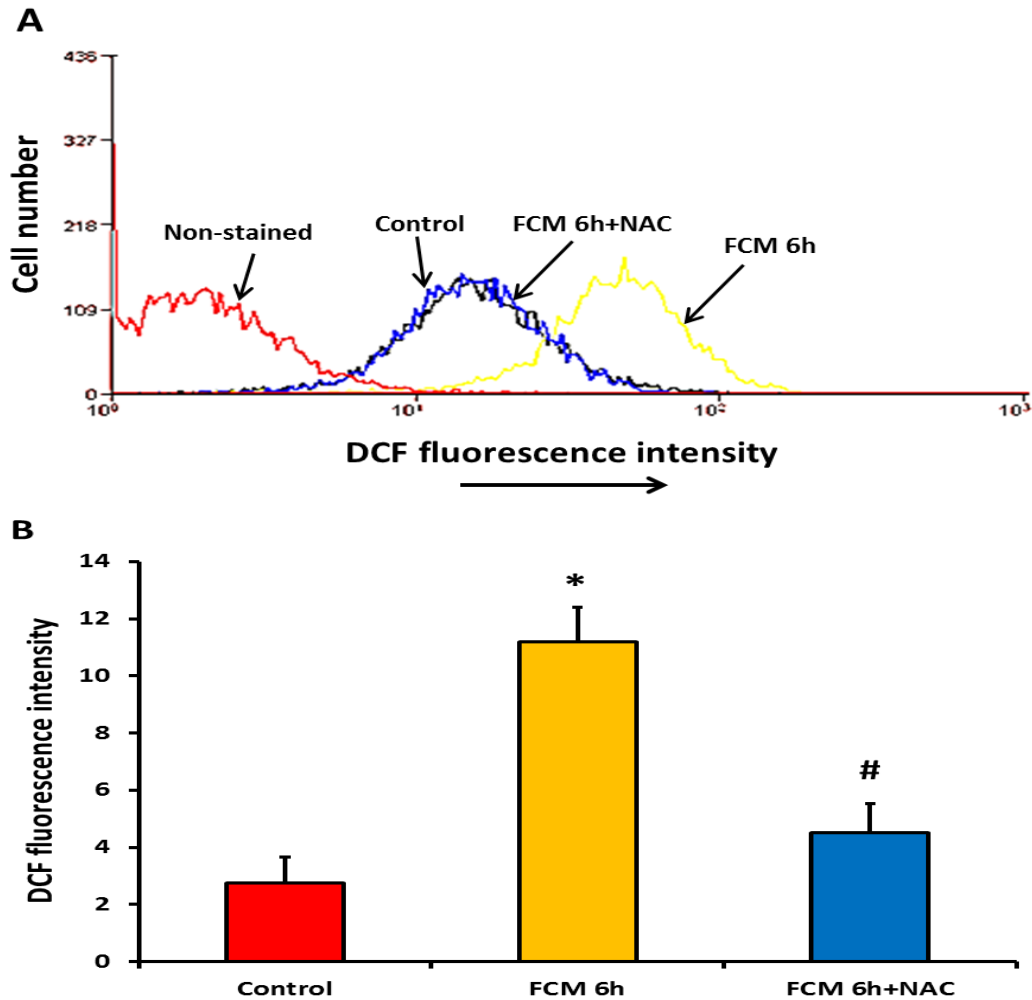 A
Cell number
438
327
218
109
0
Non-stained
Control
FCM 6h+NAC
FCM 6h
10⁰
10¹
10²
10³
DCF fluorescence intensity
B
DCF fluorescence intensity
14
12
10
8
6
4
2
0
*
#
Control
FCM 6h
FCM 6h+NAC